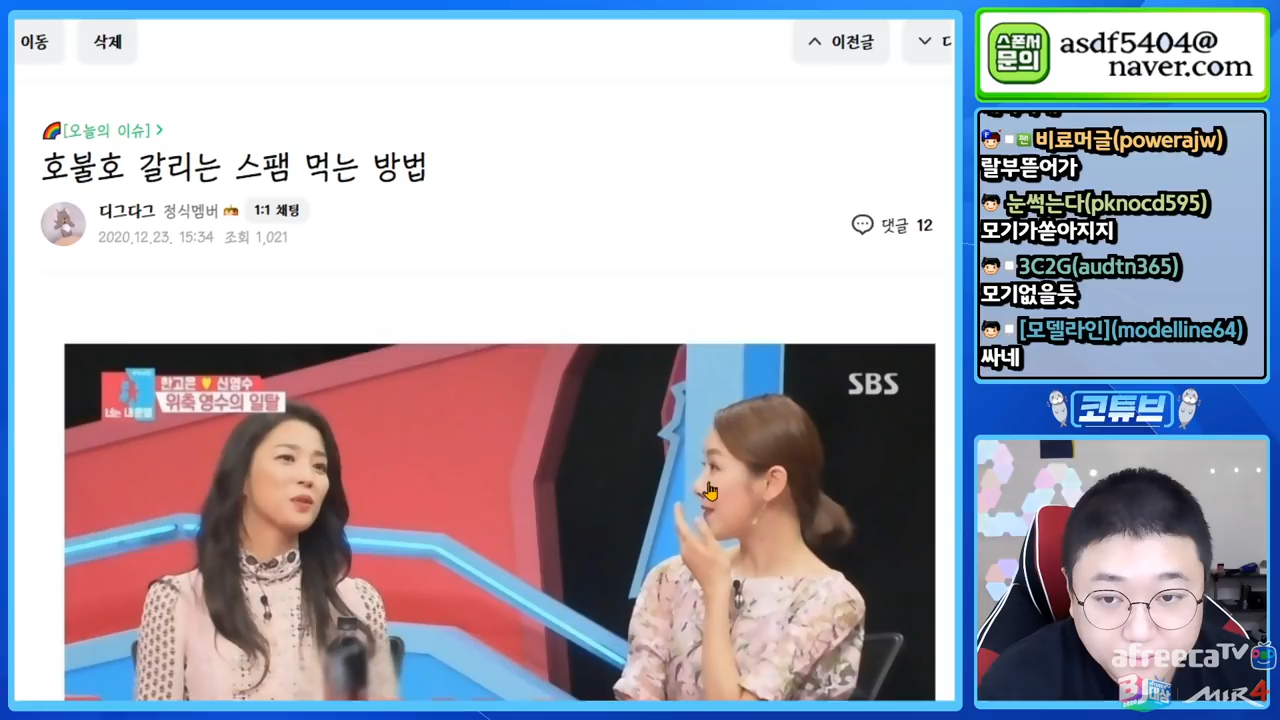 이동
삭제
이전글
[오늘의 이슈]
호불호 갈리는 스팸 먹는 방법
디그다그 정식멤버 1:1 채팅
2020.12.23. 15:34 조회 1,021
댓글 12
한고은 신영수
위축 영수의 일탈
SBS
스폰서
문의
asdf5404@
naver.com
비료머글(powerajw)
랄부뜯어가
눈썩는다(pknocd595)
모기가쏟아지지
3C2G(audtn365)
모기없을듯
[모델라인](modelline64)
싸네
코튜브
afreecaTV
BJ대상
MIR4